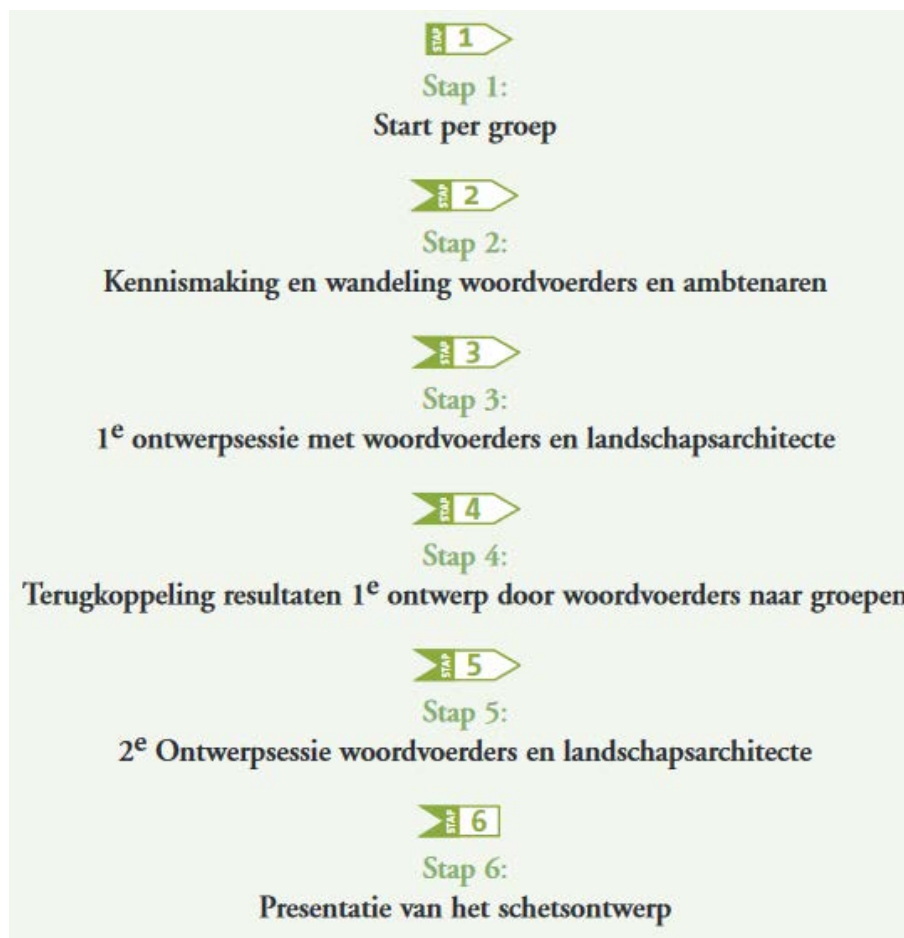 STAP 1
Stap 1:
Start per groep
STAP 2
Stap 2:
Kennismaking en wandeling woordvoerders en ambtenaren
STAP 3
Stap 3:
1e ontwerpsessie met woordvoerders en landschapsarchitecte
STAP 4
Stap 4:
Terugkoppeling resultaten 1e ontwerp door woordvoerders naar groepen
STAP 5
Stap 5:
2e Ontwerpsessie woordvoerders en landschapsarchitecte
STAP 6
Stap 6:
Presentatie van het schetsontwerp